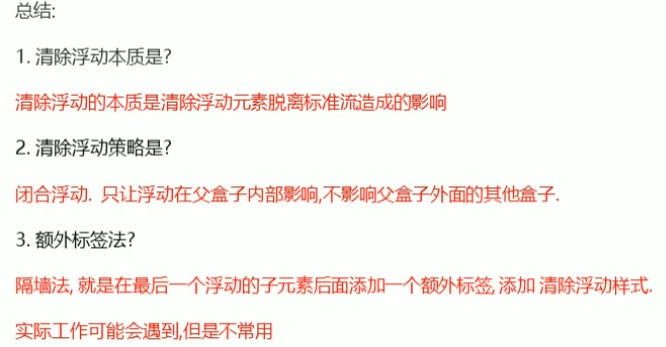 总结:
1. 清除浮动本质是?
清除浮动的本质是清除浮动元素脱离标准流造成的影响
2. 清除浮动策略是?
闭合浮动. 只让浮动在父盒子内部影响,不影响父盒子外面的其他盒子.
3. 额外标签法?
隔墙法, 就是在最后一个浮动的子元素后面添加一个额外标签, 添加 清除浮动样式.
实际工作可能会遇到,但是不常用